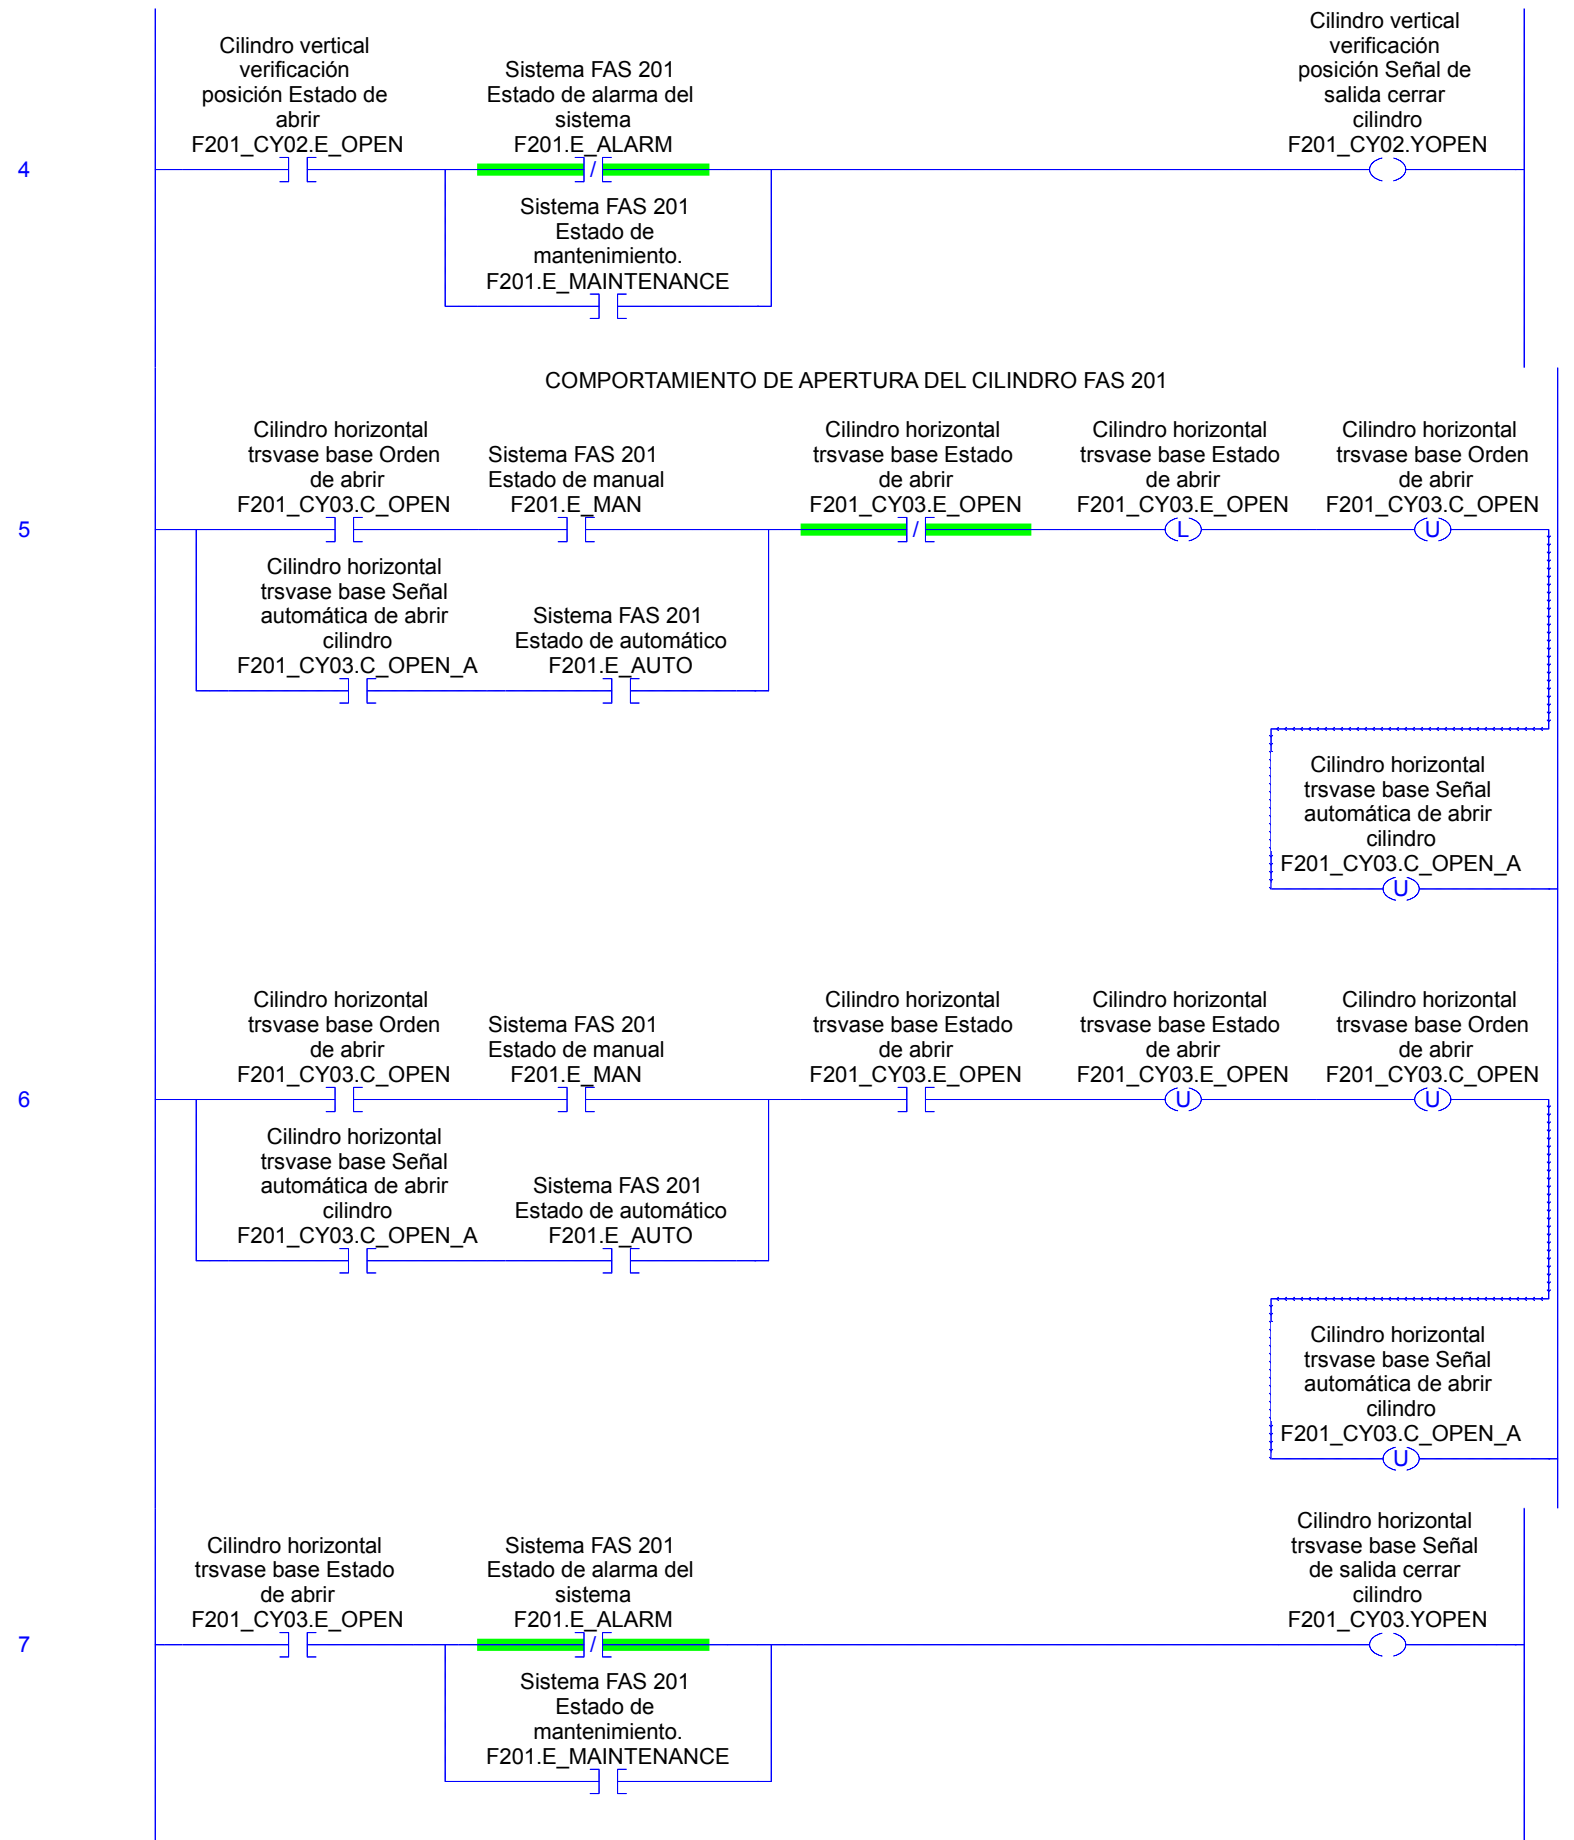 Cilindro vertical
verificación
posición Estado de
abrir
F201_CY02.E_OPEN
Sistema FAS 201
Estado de alarma del
sistema
F201.E_ALARM
/
Cilindro vertical
verificación
posición Señal de
salida cerrar
cilindro
F201_CY02.YOPEN
4
Sistema FAS 201
Estado de
mantenimiento.
F201.E_MAINTENANCE
COMPORTAMIENTO DE APERTURA DEL CILINDRO FAS 201
Cilindro horizontal
trsvase base Orden
de abrir
F201_CY03.C_OPEN
Sistema FAS 201
Estado de manual
F201.E_MAN
Cilindro horizontal
trsvase base Estado
de abrir
F201_CY03.E_OPEN
/
Cilindro horizontal
trsvase base Estado
de abrir
F201_CY03.E_OPEN
L
Cilindro horizontal
trsvase base Orden
de abrir
F201_CY03.C_OPEN
U
5
Cilindro horizontal
trsvase base Señal
automática de abrir
cilindro
F201_CY03.C_OPEN_A
Sistema FAS 201
Estado de automático
F201.E_AUTO
Cilindro horizontal
trsvase base Señal
automática de abrir
cilindro
F201_CY03.C_OPEN_A
U
Cilindro horizontal
trsvase base Orden
de abrir
F201_CY03.C_OPEN
Sistema FAS 201
Estado de manual
F201.E_MAN
Cilindro horizontal
trsvase base Estado
de abrir
F201_CY03.E_OPEN
Cilindro horizontal
trsvase base Estado
de abrir
F201_CY03.E_OPEN
U
Cilindro horizontal
trsvase base Orden
de abrir
F201_CY03.C_OPEN
U
6
Cilindro horizontal
trsvase base Señal
automática de abrir
cilindro
F201_CY03.C_OPEN_A
Sistema FAS 201
Estado de automático
F201.E_AUTO
Cilindro horizontal
trsvase base Señal
automática de abrir
cilindro
F201_CY03.C_OPEN_A
U
Cilindro horizontal
trsvase base Estado
de abrir
F201_CY03.E_OPEN
Sistema FAS 201
Estado de alarma del
sistema
F201.E_ALARM
/
Cilindro horizontal
trsvase base Señal
de salida cerrar
cilindro
F201_CY03.YOPEN
7
Sistema FAS 201
Estado de
mantenimiento.
F201.E_MAINTENANCE